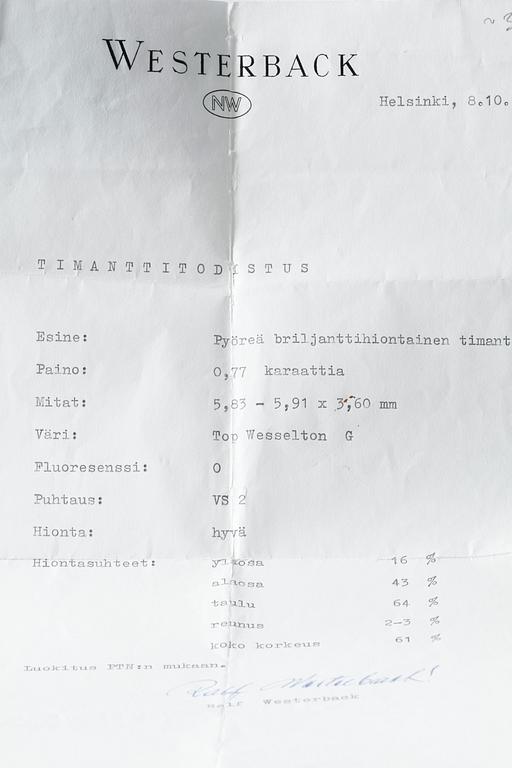 WESTERBACK
NW
Helsinki, 8.10.
TIMANTTITODISTUS
Esine: Pyöreä briljanttihiontainen timant
Paino: 0,77 karaattia
Mitat: 5,83 - 5,91 x 3,60 mm
Väri: Top Wesselton G
Fluoresenssi: 0
Puhtaus: VS 2
Hionta: hyvä
Hiontasuhteet: yläosa 16 %
alaosa 43 %
taulu 64 %
reunus 2-3 %
koko korkeus 61 %
Luokitus PTN:n mukaan.
Ralf Westerback
Ralf Westerback